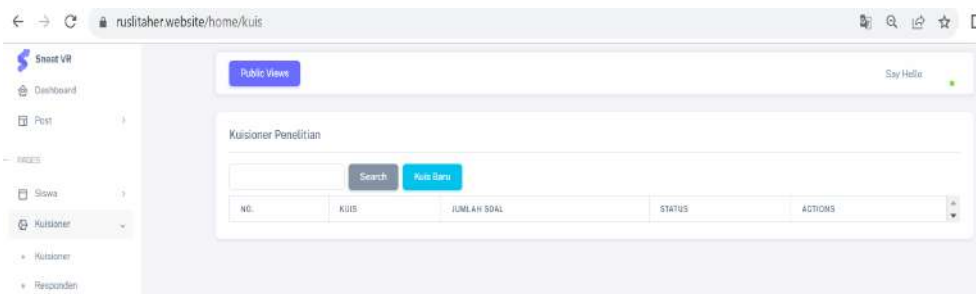 ruslitaher.website/home/kuis
Sneat VR
Dashboard
Post
PAGES
Siswa
Kuisioner
Kuisioner
Responden
Public Views
Say Hello
Kuisioner Penelitian
Search
Kuis Baru
NO. KUIS JUMLAH SOAL STATUS ACTIONS